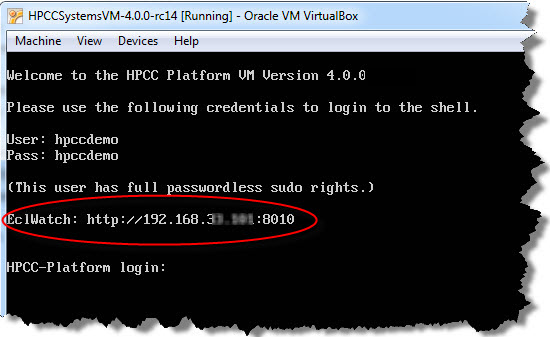 HPCCSystemsVM-4.0.0-rc14 [Running] - Oracle VM VirtualBox
Machine View Devices Help
Welcome to the HPCC Platform VM Version 4.0.0
Please use the following credentials to login to the shell.
User: hpccdemo
Pass: hpccdemo
(This user has full passwordless sudo rights.)
EclWatch: http://192.168.3 :8010
HPCC-Platform login: